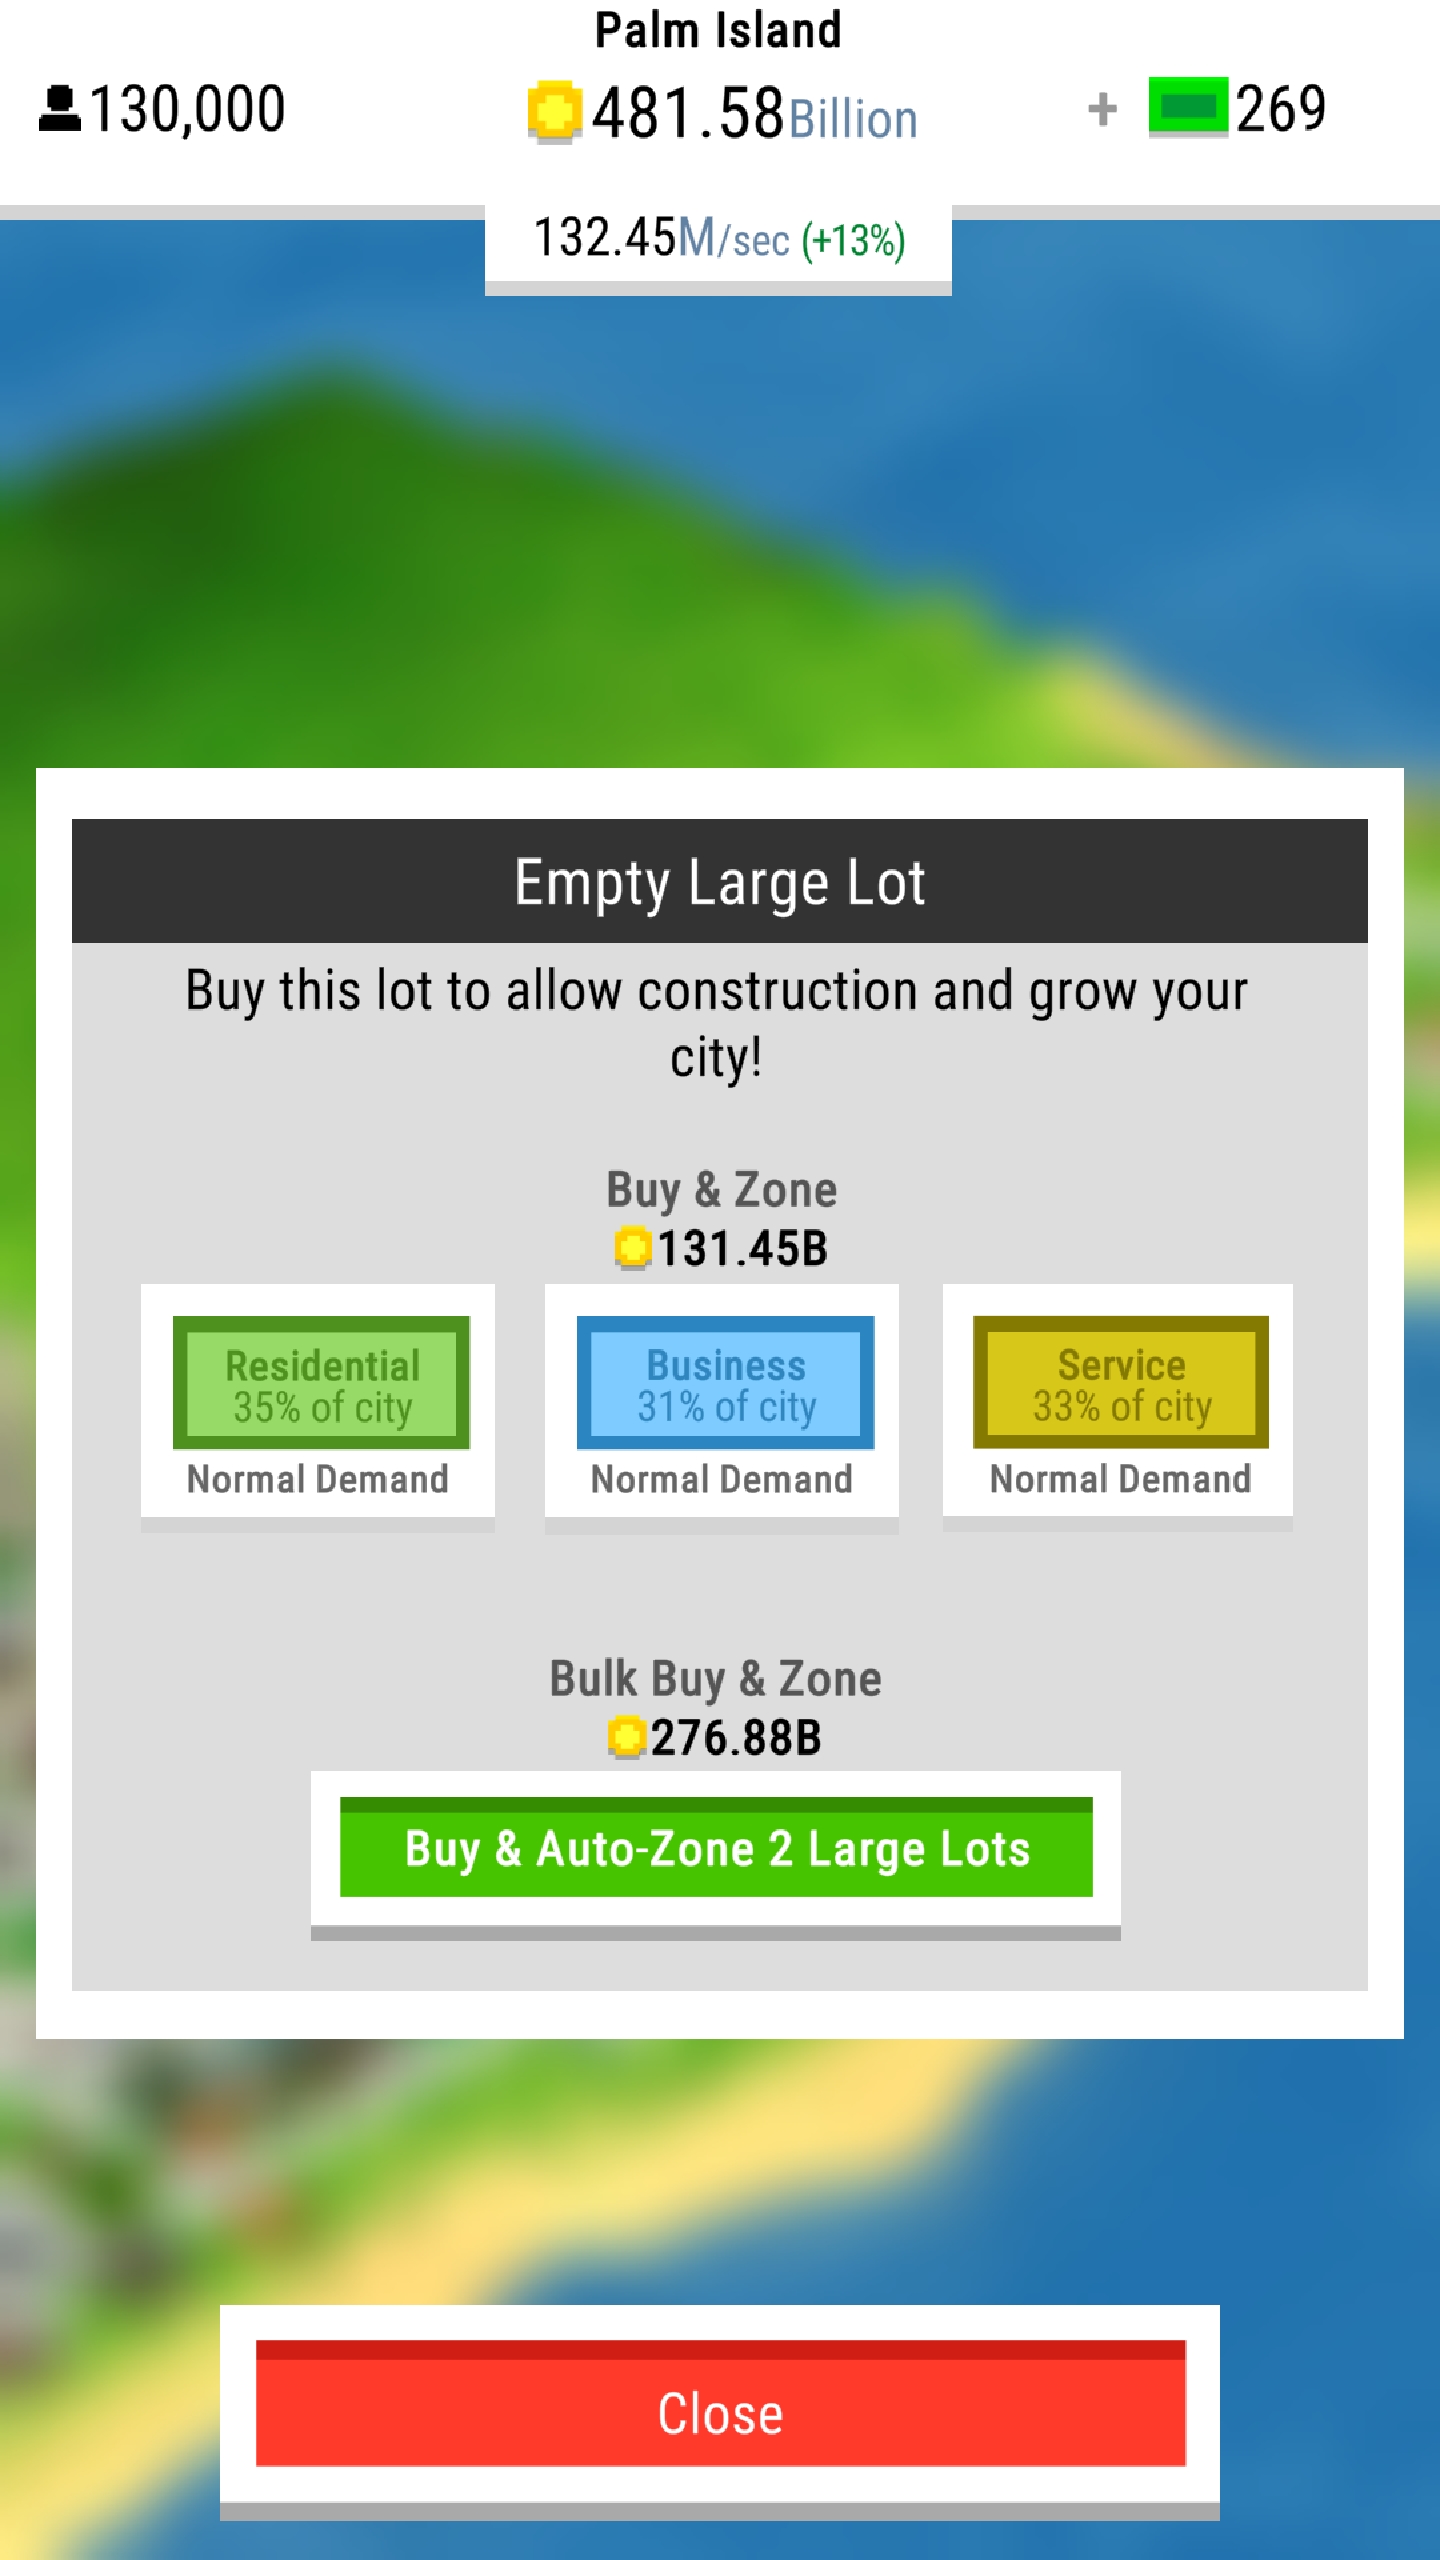 Palm Island
130,000
481.58Billion
+ 269
132.45M/sec (+13%)
Empty Large Lot
Buy this lot to allow construction and grow your
city!
Buy & Zone
131.45B
Residential
35% of city
Normal Demand
Business
31% of city
Normal Demand
Service
33% of city
Normal Demand
Bulk Buy & Zone
276.88B
Buy & Auto-Zone 2 Large Lots
Close